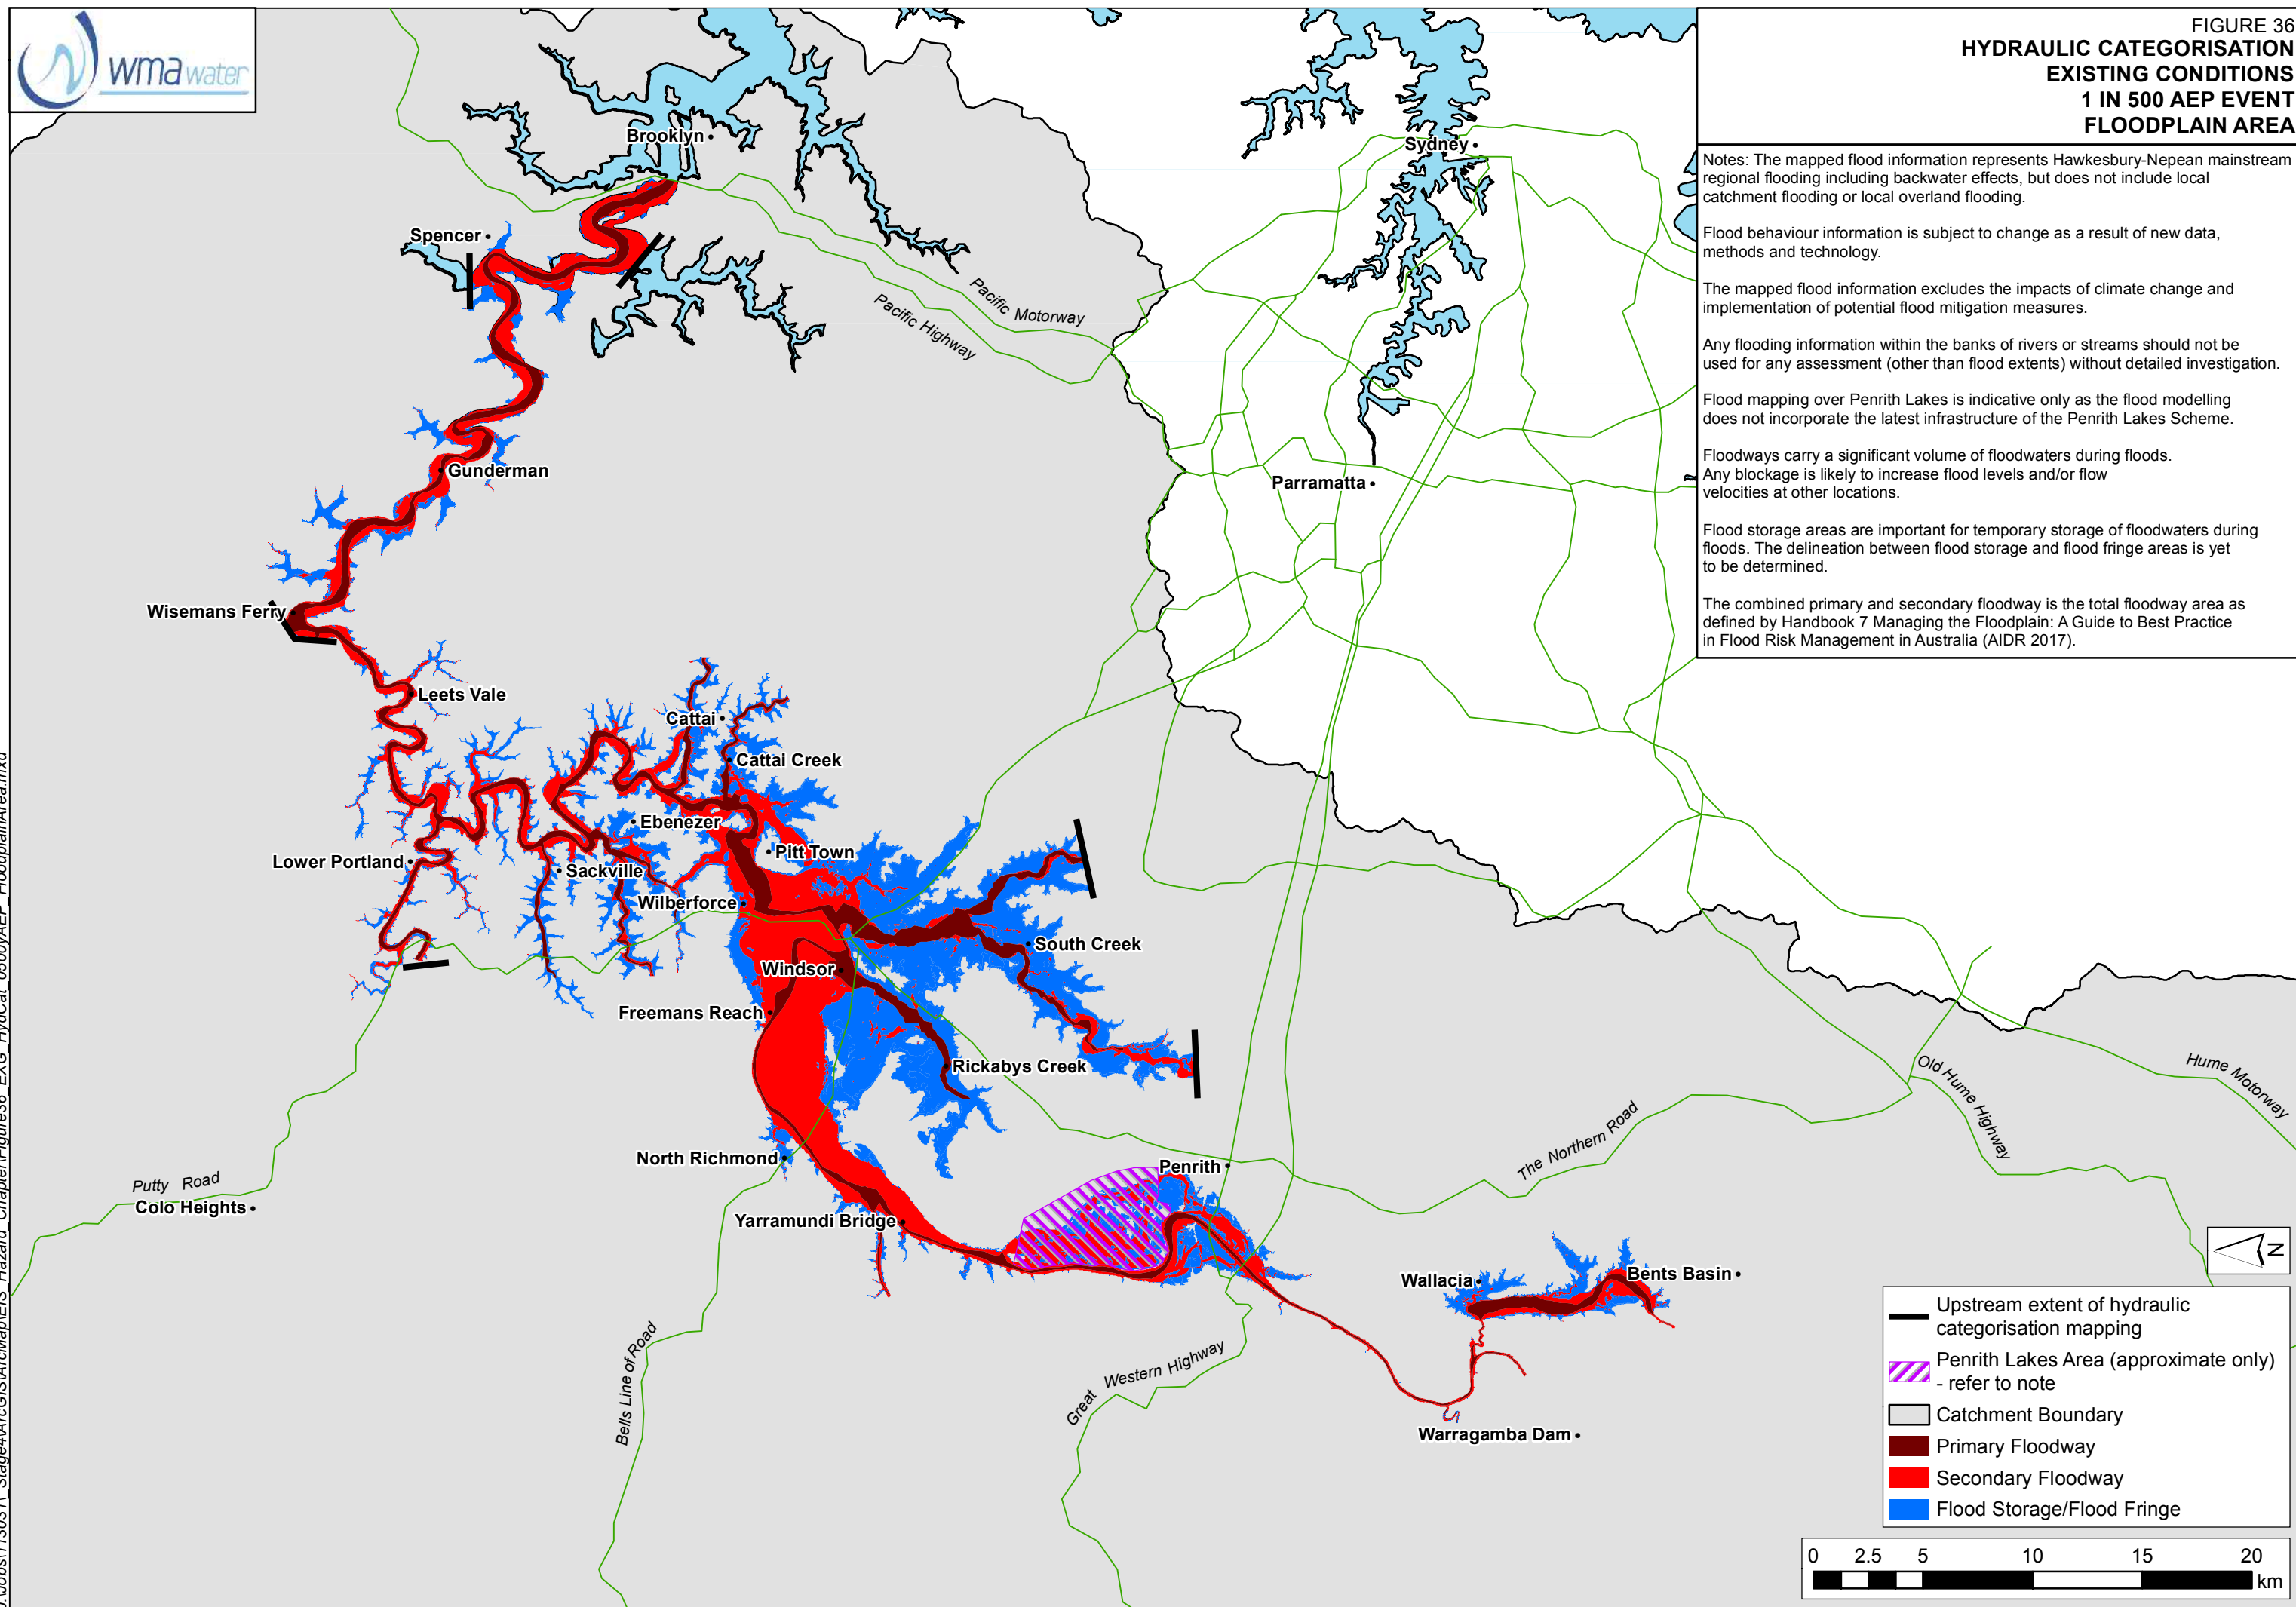 wma water
FIGURE 36
HYDRAULIC CATEGORISATION
EXISTING CONDITIONS
1 IN 500 AEP EVENT
FLOODPLAIN AREA
Notes: The mapped flood information represents Hawkesbury-Nepean mainstream
regional flooding including backwater effects, but does not include local
catchment flooding or local overland flooding.
Flood behaviour information is subject to change as a result of new data,
methods and technology.
The mapped flood information excludes the impacts of climate change and
implementation of potential flood mitigation measures.
Any flooding information within the banks of rivers or streams should not be
used for any assessment (other than flood extents) without detailed investigation.
Flood mapping over Penrith Lakes is indicative only as the flood modelling
does not incorporate the latest infrastructure of the Penrith Lakes Scheme.
Floodways carry a significant volume of floodwaters during floods.
Any blockage is likely to increase flood levels and/or flow
velocities at other locations.
Flood storage areas are important for temporary storage of floodwaters during
floods. The delineation between flood storage and flood fringe areas is yet
to be determined.
The combined primary and secondary floodway is the total floodway area as
defined by Handbook 7 Managing the Floodplain: A Guide to Best Practice
in Flood Risk Management in Australia (AIDR 2017).
Brooklyn
Sydney
Spencer
Pacific Motorway
Pacific Highway
Gunderman
Parramatta
Wisemans Ferry
Leets Vale
Cattai
Cattai Creek
Ebenezer
Pitt Town
Lower Portland
Sackville
Wilberforce
South Creek
Windsor
Freemans Reach
Rickabys Creek
Old Hume Highway
Hume Motorway
The Northern Road
North Richmond
Penrith
Putty Road
Colo Heights
Yarramundi Bridge
Wallacia
Bents Basin
Bells Line of Road
Great Western Highway
Warragamba Dam
N
Upstream extent of hydraulic
categorisation mapping
Penrith Lakes Area (approximate only)
- refer to note
Catchment Boundary
Primary Floodway
Secondary Floodway
Flood Storage/Flood Fringe
0 2.5 5 10 15 20
km